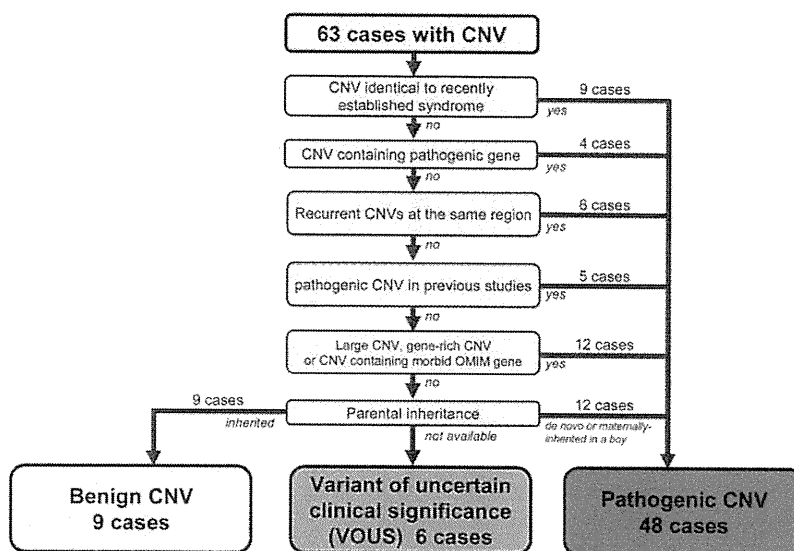 63 cases with CNV
CNV identical to recently
established syndrome
9 cases
yes
no
CNV containing pathogenic gene
4 cases
yes
no
Recurrent CNVs at the same region
6 cases
yes
no
pathogenic CNV in previous studies
5 cases
yes
no
Large CNV, gene-rich CNV
or CNV containing morbid OMIM gene
12 cases
yes
no
9 cases
inherited
Parental inheritance
12 cases
de novo or maternally-
inherited in a boy
not available
Benign CNV
9 cases
Variant of uncertain
clinical significance
(VOUS) 6 cases
Pathogenic CNV
48 cases